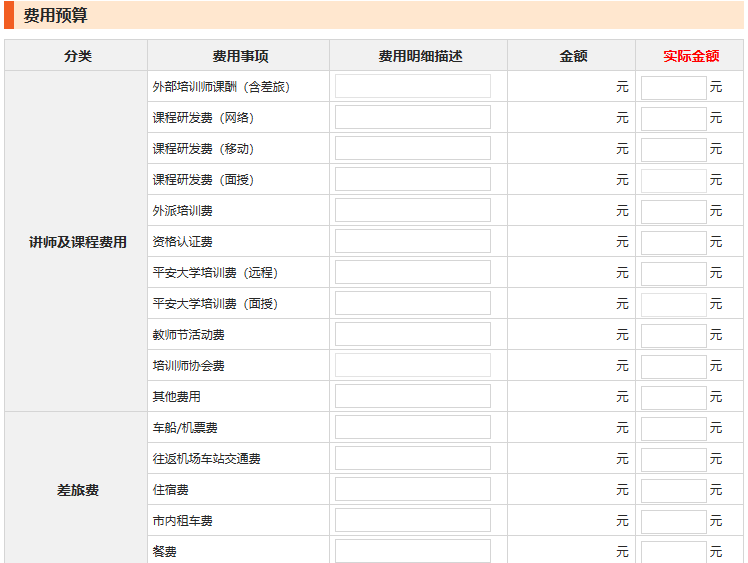 费用预算
分类 费用事项 费用明细描述 金额 实际金额
外部培训师课酬（含差旅） 元 元
课程研发费（网络） 元 元
课程研发费（移动） 元 元
课程研发费（面授） 元 元
外派培训费 元 元
讲师及课程费用 资格认证费 元 元
平安大学培训费（远程） 元 元
平安大学培训费（面授） 元 元
教师节活动费 元 元
培训师协会费 元 元
其他费用 元 元
车船/机票费 元 元
往返机场车站交通费 元 元
差旅费 住宿费 元 元
市内租车费 元 元
餐费 元 元